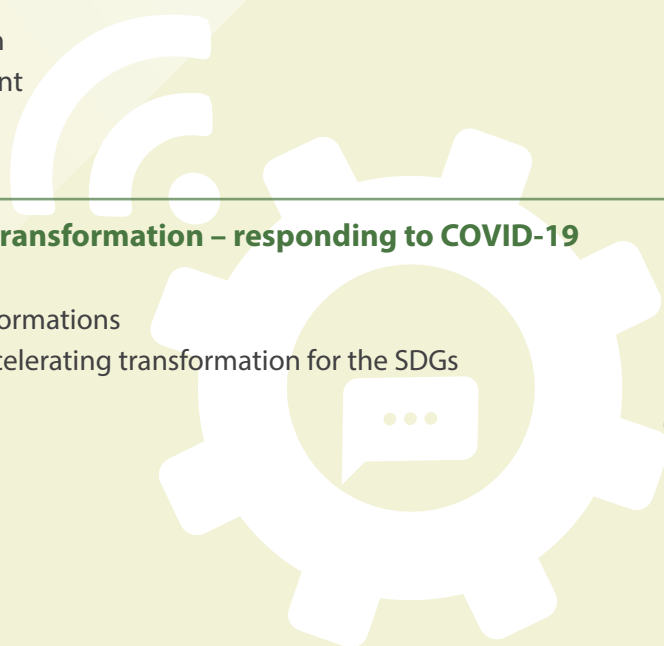 nt
ransformation – responding to COVID-19
ormations
celerating transformation for the SDGs